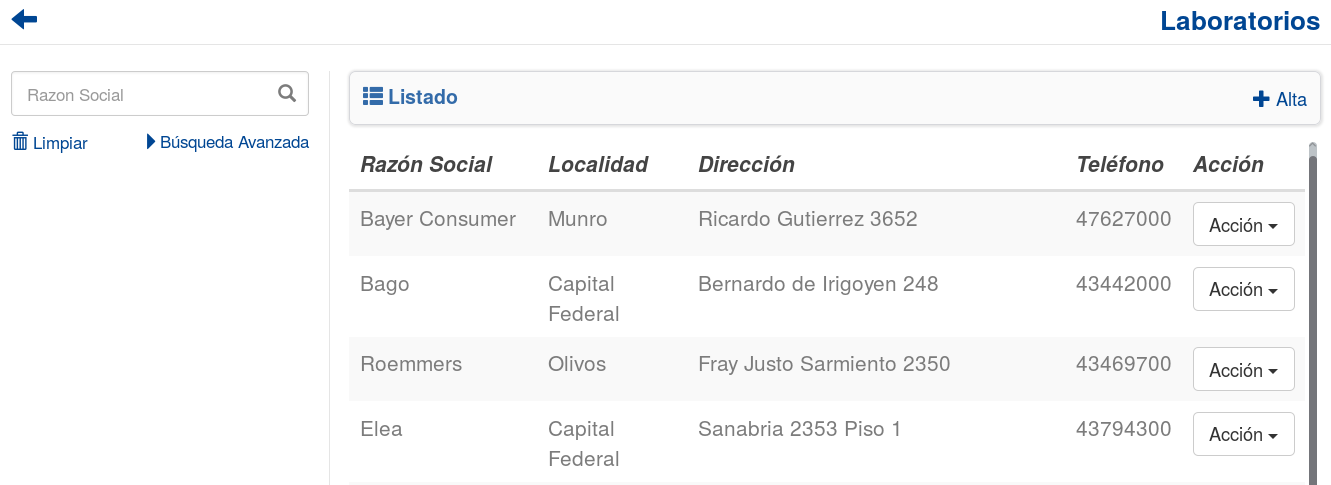 Laboratorios
Razon Social
Limpiar Búsqueda Avanzada
Listado
Alta
Razón Social Localidad Dirección Teléfono Acción
Bayer Consumer Munro Ricardo Gutierrez 3652 47627000 Acción
Bago Capital Federal Bernardo de Irigoyen 248 43442000 Acción
Roemmers Olivos Fray Justo Sarmiento 2350 43469700 Acción
Elea Capital Federal Sanabria 2353 Piso 1 43794300 Acción